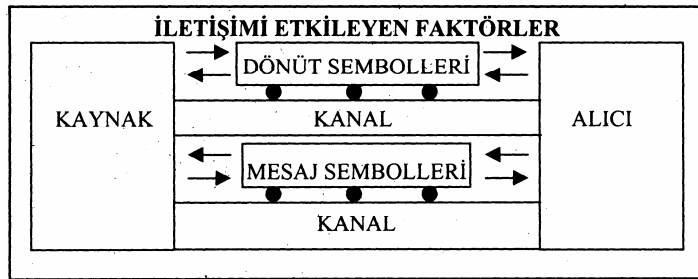 İLETİŞİMİ ETKİLEYEN FAKTÖRLER
DÖNÜT SEMBOLLERİ
KAYNAK
KANAL
ALICI
MESAJ SEMBOLLERİ
KANAL